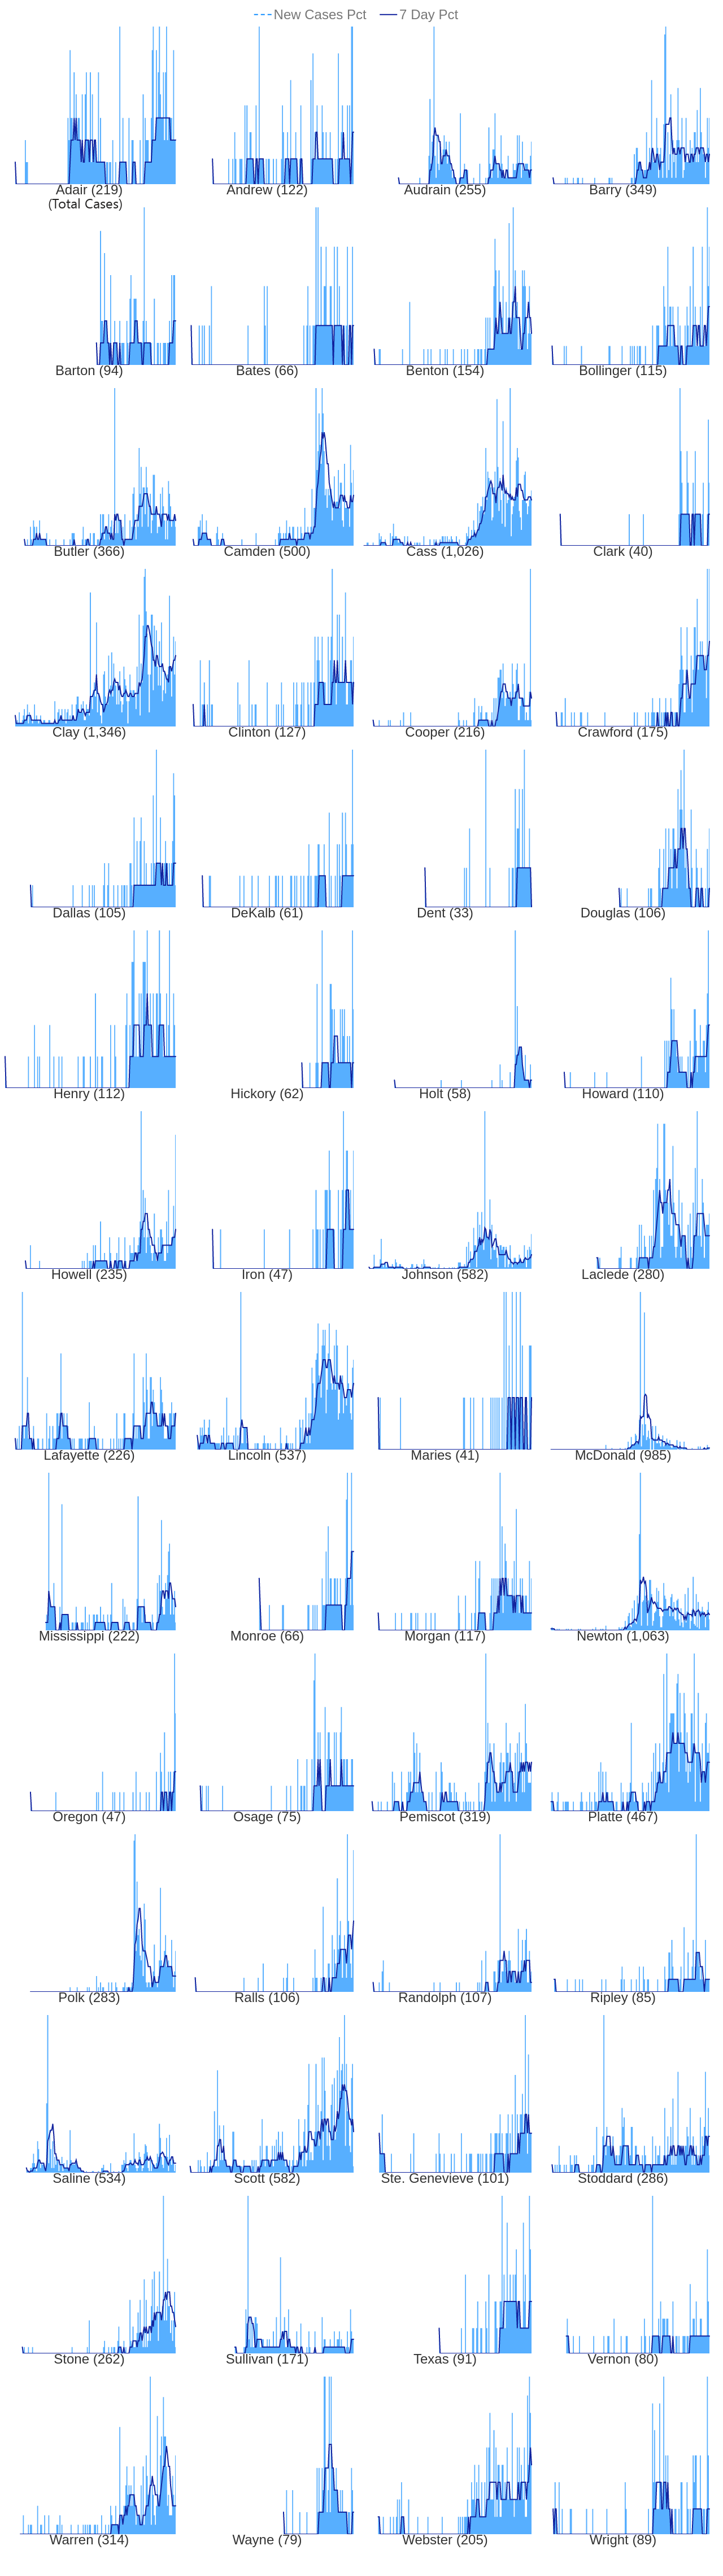 New Cases Pct 7 Day Pct
Adair (219) Andrew (122) Audrain (255) Barry (349)
(Total Cases)
Barton (94) Bates (66) Benton (154) Bollinger (115)
Butler (366) Camden (500) Cass (1,026) Clark (40)
Clay (1,346) Clinton (127) Cooper (216) Crawford (175)
Dallas (105) DeKalb (61) Dent (33) Douglas (106)
Henry (112) Hickory (62) Holt (58) Howard (110)
Howell (235) Iron (47) Johnson (582) Laclede (280)
Lafayette (226) Lincoln (537) Maries (41) McDonald (985)
Mississippi (222) Monroe (66) Morgan (117) Newton (1,063)
Oregon (47) Osage (75) Pemiscot (319) Platte (467)
Polk (283) Ralls (106) Randolph (107) Ripley (85)
Saline (534) Scott (582) Ste. Genevieve (101) Stoddard (286)
Stone (262) Sullivan (171) Texas (91) Vernon (80)
Warren (314) Wayne (79) Webster (205) Wright (89)